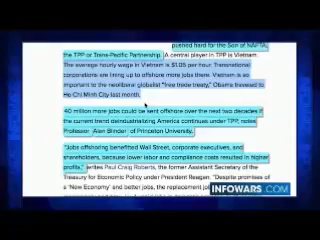 pushed hard for the Son of NAFTA,
the TPP or Trans-Pacific Partnership. A central player in TPP is Vietnam.
The average hourly wage in Vietnam is $1.08 per hour. Transnational
corporations are lining up to offshore more jobs there. Vietnam is so
important to the neoliberal globalist "free trade treaty," Obama traveled to
Ho Chi Minh City last month.
40 million more jobs could be sent offshore over the next two decades if
the current trend deindustrializing America continues under TPP, notes
Professor Alan Blinder of Princeton University.
"Jobs offshoring benefitted Wall Street, corporate executives, and
shareholders, because lower labor and compliance costs resulted in higher
profits," writes Paul Craig Roberts, the former Assistant Secretary of the
Treasury for Economic Policy under President Reagan. "Despite promises
of a 'New Economy' and better jobs, the replacement jo
INFOWARS.COM